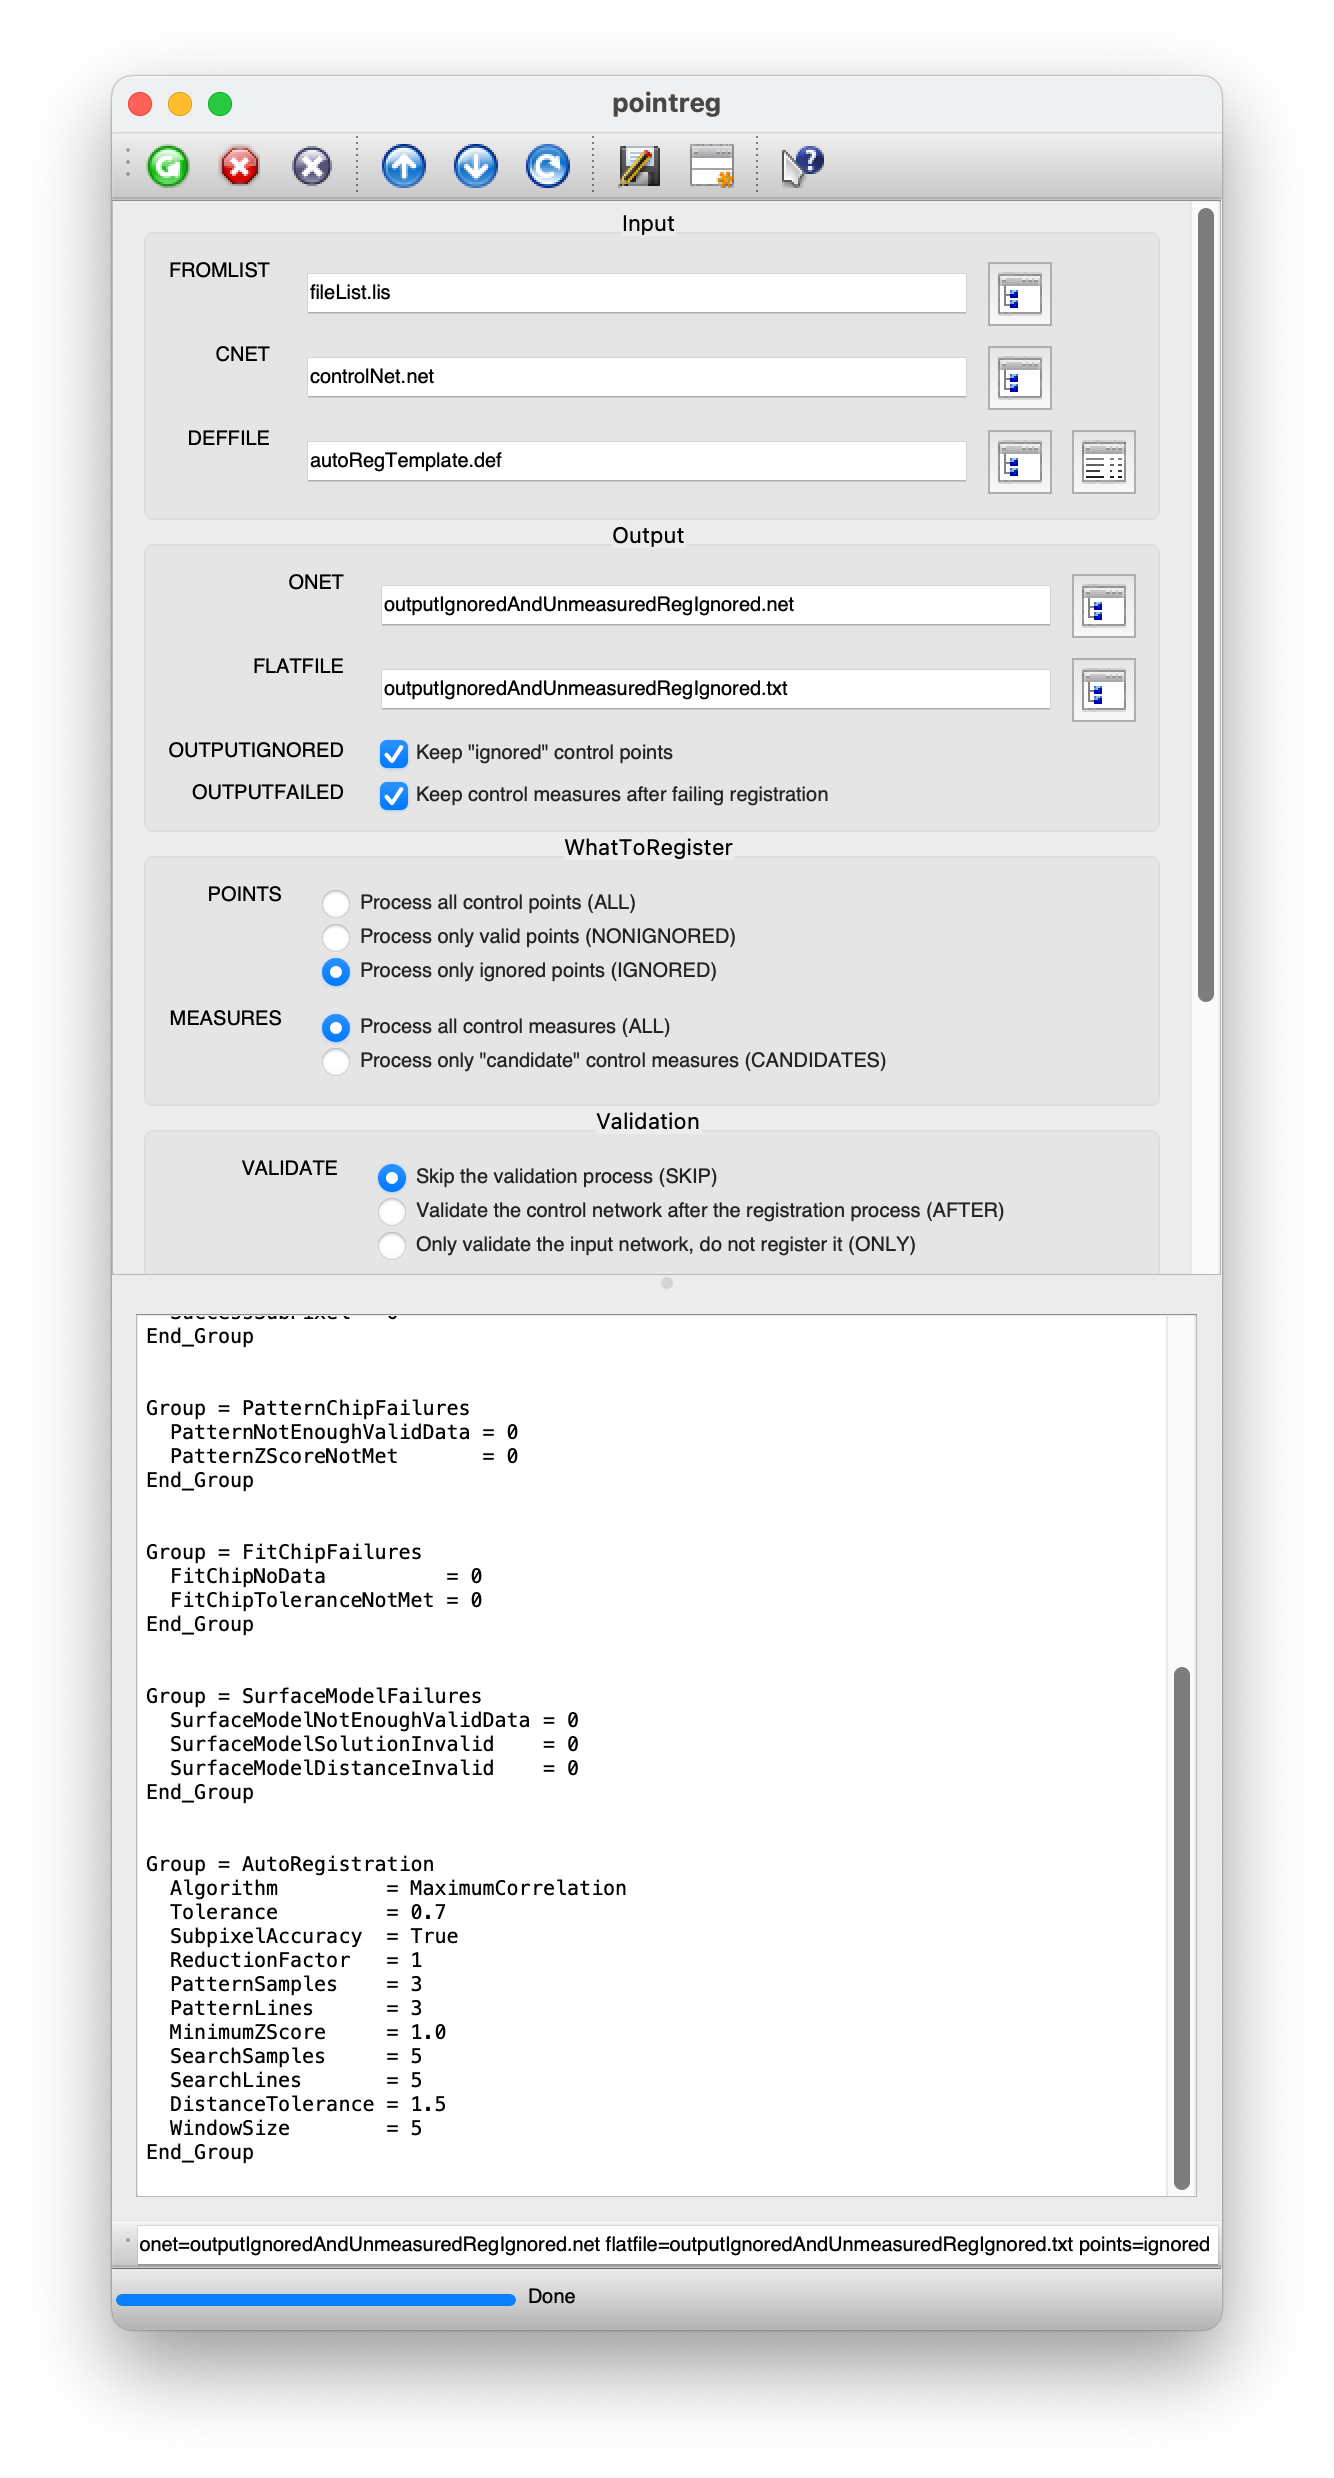 pointreg
Input
FROMLIST
fileList.lis
CNET
controlNet.net
DEFFILE
autoRegTemplate.def
Output
ONET
outputIgnoredAndUnmeasuredRegIgnored.net
FLATFILE
outputIgnoredAndUnmeasuredRegIgnored.txt
OUTPUTIGNORED Keep "ignored" control points
OUTPUTFAILED Keep control measures after failing registration
WhatToRegister
POINTS
Process all control points (ALL)
Process only valid points (NONIGNORED)
Process only ignored points (IGNORED)
MEASURES
Process all control measures (ALL)
Process only "candidate" control measures (CANDIDATES)
Validation
VALIDATE
Skip the validation process (SKIP)
Validate the control network after the registration process (AFTER)
Only validate the input network, do not register it (ONLY)
End_Group
Group = PatternChipFailures
PatternNotEnoughValidData = 0
PatternZScoreNotMet = 0
End_Group
Group = FitChipFailures
FitChipNoData = 0
FitChipToleranceNotMet = 0
End_Group
Group = SurfaceModelFailures
SurfaceModelNotEnoughValidData = 0
SurfaceModelSolutionInvalid = 0
SurfaceModelDistanceInvalid = 0
End_Group
Group = AutoRegistration
Algorithm = MaximumCorrelation
Tolerance = 0.7
SubpixelAccuracy = True
ReductionFactor = 1
PatternSamples = 3
PatternLines = 3
MinimumZScore = 1.0
SearchSamples = 5
SearchLines = 5
DistanceTolerance = 1.5
WindowSize = 5
End_Group
onet=outputIgnoredAndUnmeasuredRegIgnored.net flatfile=outputIgnoredAndUnmeasuredRegIgnored.txt points=ignored
Done